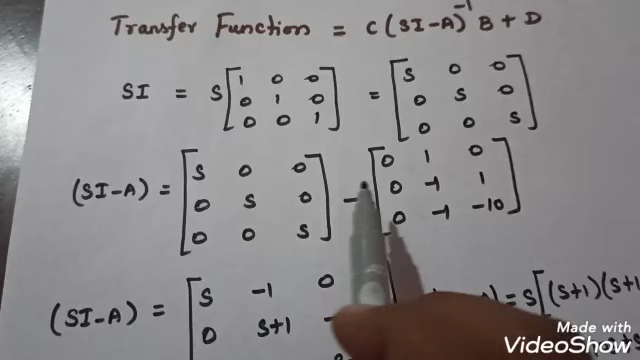 Transfer Function = C (SI-A)⁻¹ B + D
SI = S [1 0 0; 0 1 0; 0 0 1] = [S 0 0; 0 S 0; 0 0 S]
(SI-A) = [S 0 0; 0 S 0; 0 0 S] - [0 1 0; 0 -1 1; 0 -1 -10]
(SI-A) = [S -1 0; 0 S+1 = S[(S+1)(S+1
Made with
VideoShow